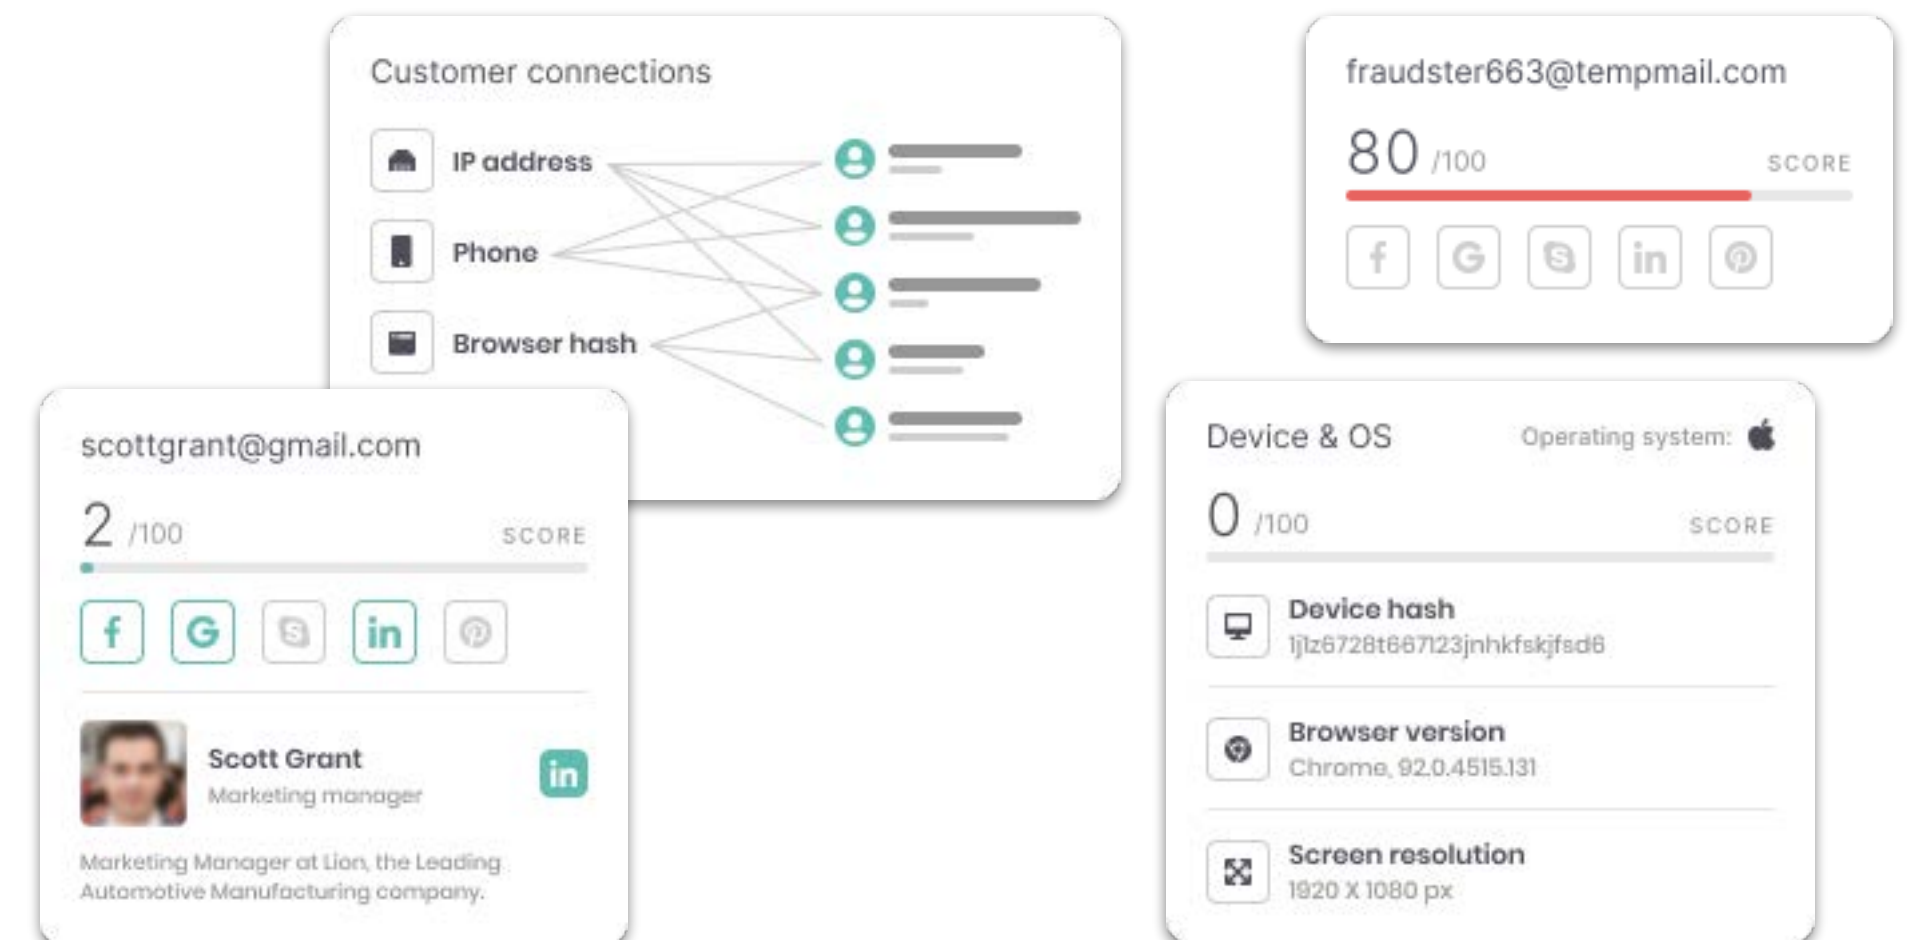 Customer connections
IP address
Phone
Browser hash
fraudster663@tempmail.com
80 /100 SCORE
scottgrant@gmail.com
2 /100 SCORE
Scott Grant
Marketing manager
in
Marketing Manager at Lion, the Leading
Automotive Manufacturing company.
Device & OS Operating system:
0 /100 SCORE
Device hash
1j1z6728t667123jnhkfskjfsd6
Browser version
Chrome, 92.0.4515.131
Screen resolution
1920 X 1080 px